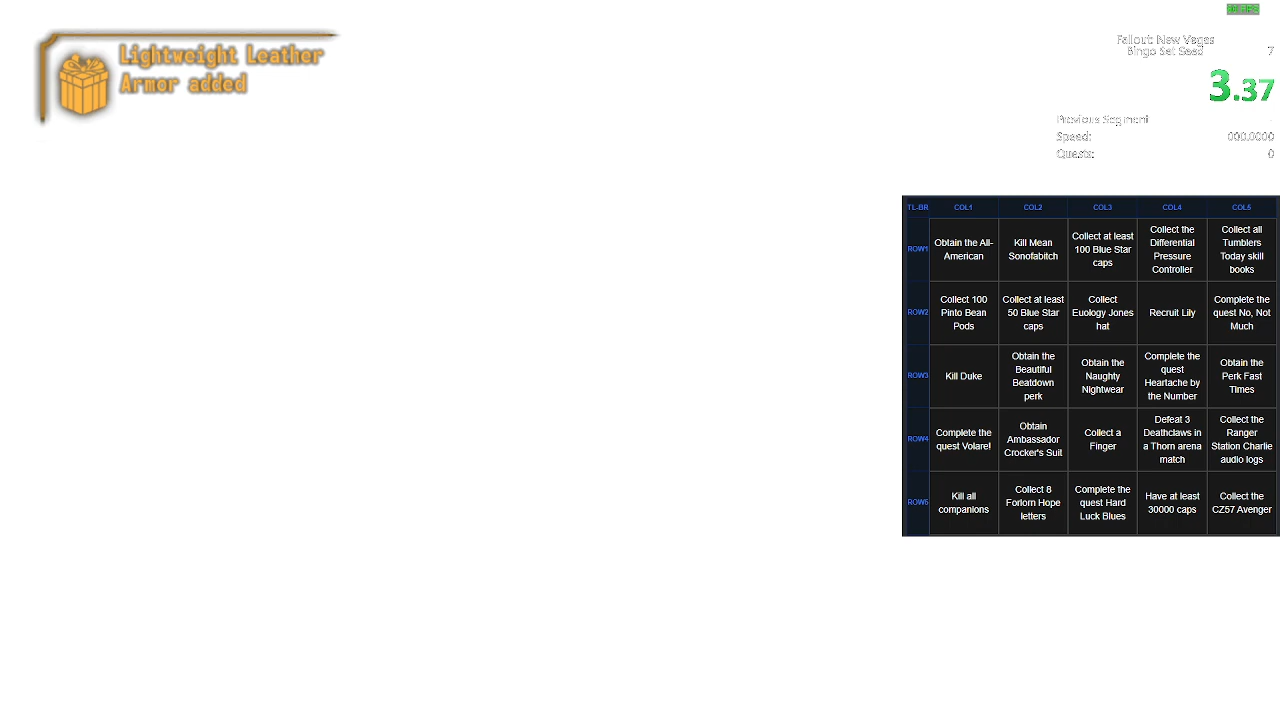 Lightweight Leather
Armor added
Fallout: New Vegas
Bingo Set Seed 7
3.37
Previous Segment -
Speed: 000.0000
Quests: 0
TL-BR COL1 COL2 COL3 COL4 COL5
ROW1
Obtain the All-
American
Kill Mean
Sonofabitch
Collect at least
100 Blue Star
caps
Collect the
Differential
Pressure
Controller
Collect all
Tumblers
Today skill
books
ROW2
Collect 100
Pinto Bean
Pods
Collect at least
50 Blue Star
caps
Collect
Euology Jones
hat
Recruit Lily
Complete the
quest No, Not
Much
ROW3
Kill Duke
Obtain the
Beautiful
Beatdown
perk
Obtain the
Naughty
Nightwear
Complete the
quest
Heartache by
the Number
Obtain the
Perk Fast
Times
ROW4
Complete the
quest Volare!
Obtain
Ambassador
Crocker's Suit
Collect a
Finger
Defeat 3
Deathclaws in
a Thorn arena
match
Collect the
Ranger
Station Charlie
audio logs
ROW5
Kill all
companions
Collect 8
Forlorn Hope
letters
Complete the
quest Hard
Luck Blues
Have at least
30000 caps
Collect the
CZ57 Avenger